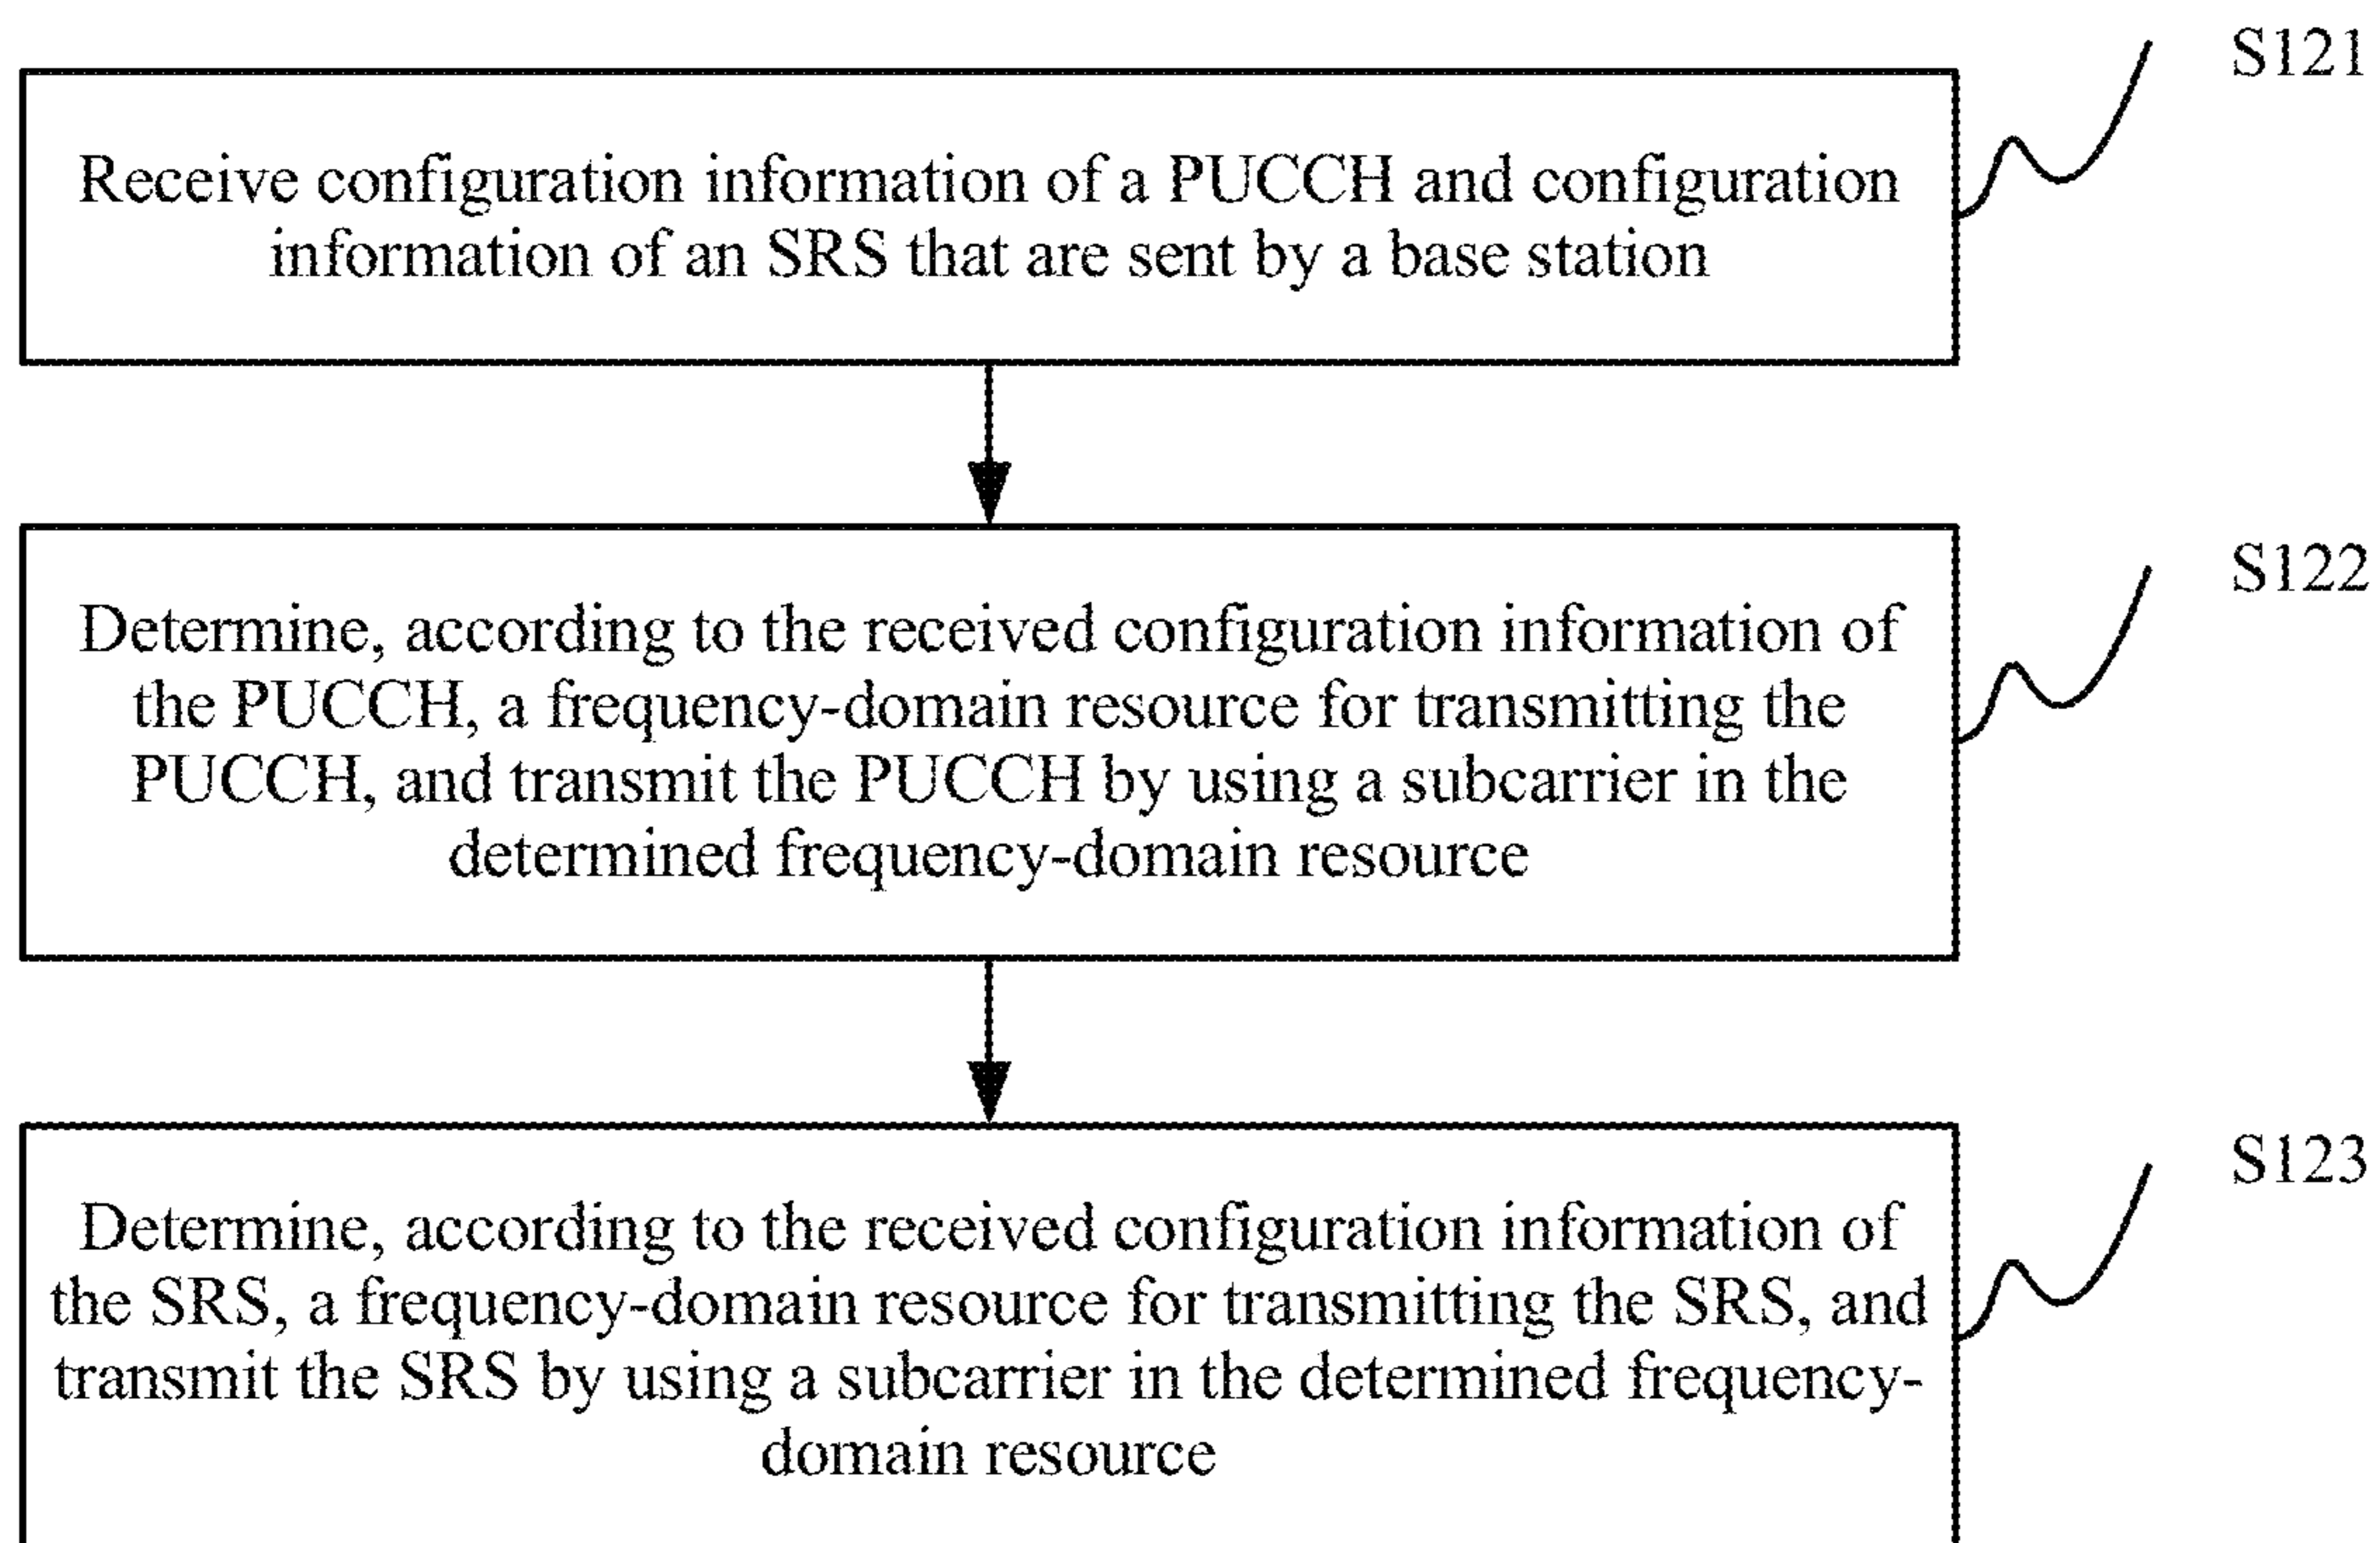 S121
Receive configuration information of a PUCCH and configuration
information of an SRS that are sent by a base station
S122
Determine, according to the received configuration information of
the PUCCH, a frequency-domain resource for transmitting the
PUCCH, and transmit the PUCCH by using a subcarrier in the
determined frequency-domain resource
S123
Determine, according to the received configuration information of
the SRS, a frequency-domain resource for transmitting the SRS, and
transmit the SRS by using a subcarrier in the determined frequency-
domain resource